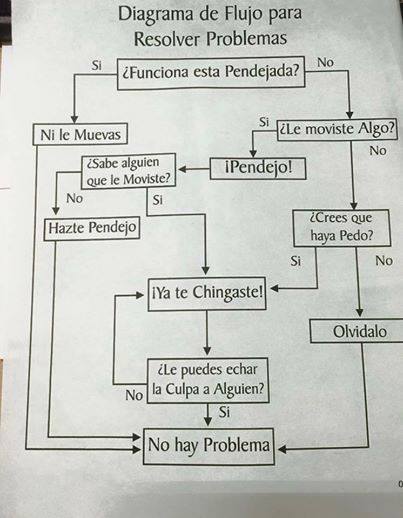 Diagrama de Flujo para
Resolver Problemas
Si
¿Funciona esta Pendejada?
No
Ni le Muevas
Si
¿Le moviste Algo?
No
¿Sabe alguien
que le Moviste?
¡Pendejo!
No
Si
Hazte Pendejo
¿Crees que
haya Pedo?
Si
No
¡Ya te Chingaste!
Olvidalo
¿Le puedes echar
la Culpa a Alguien?
No
Si
No hay Problema